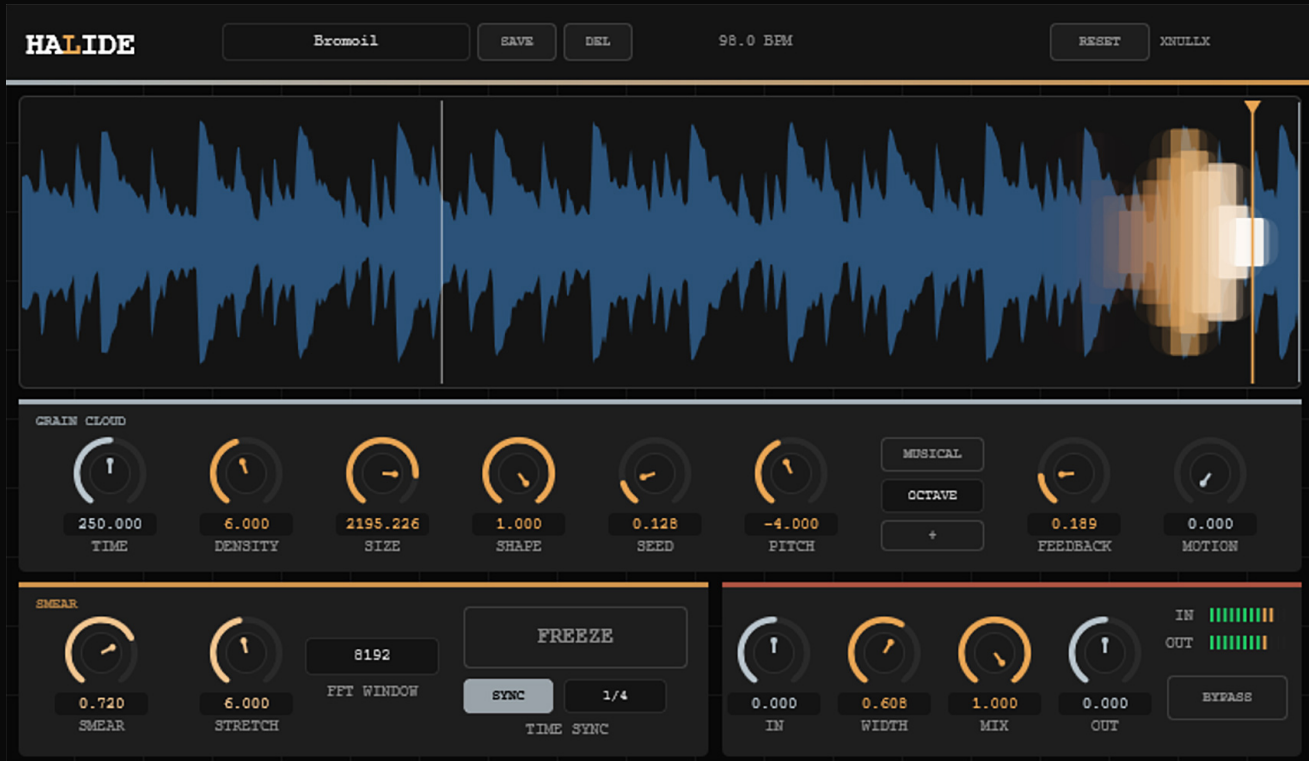 HALIDE
Bromoil
SAVE
DEL
98.0 BPM
RESET
XNULLX
GRAIN CLOUD
250.000
TIME
6.000
DENSITY
2195.226
SIZE
1.000
SHAPE
0.128
SEED
-4.000
PITCH
MUSICAL
OCTAVE
+
0.189
FEEDBACK
0.000
MOTION
SMEAR
0.720
SMEAR
6.000
STRETCH
8192
FFT WINDOW
FREEZE
SYNC
1/4
TIME SYNC
0.000
IN
0.608
WIDTH
1.000
MIX
0.000
OUT
IN
OUT
BYPASS